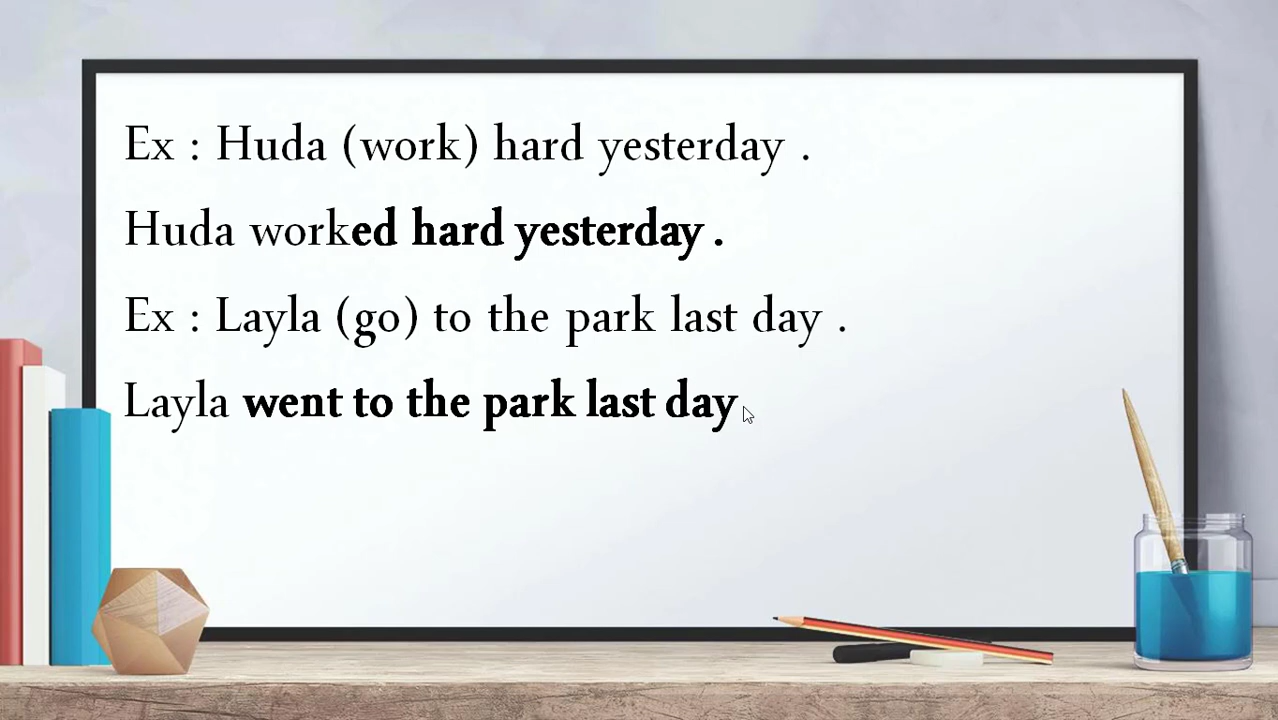 Ex : Huda (work) hard yesterday .
Huda worked hard yesterday .
Ex : Layla (go) to the park last day .
Layla went to the park last day